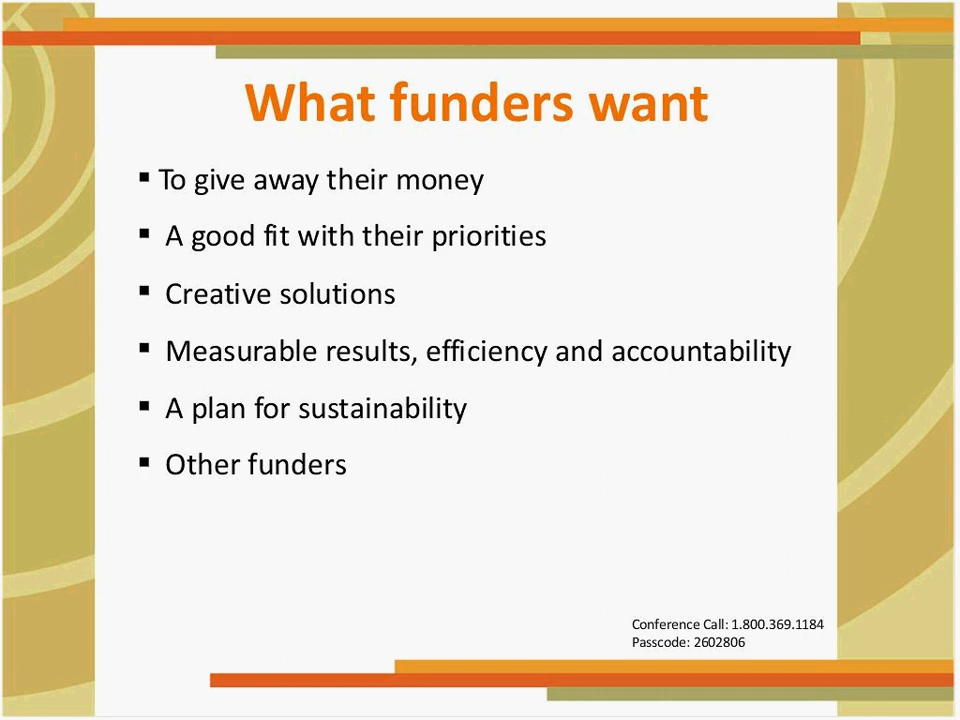 What funders want
▪ To give away their money
▪ A good fit with their priorities
▪ Creative solutions
▪ Measurable results, efficiency and accountability
▪ A plan for sustainability
▪ Other funders
Conference Call: 1.800.369.1184
Passcode: 2602806